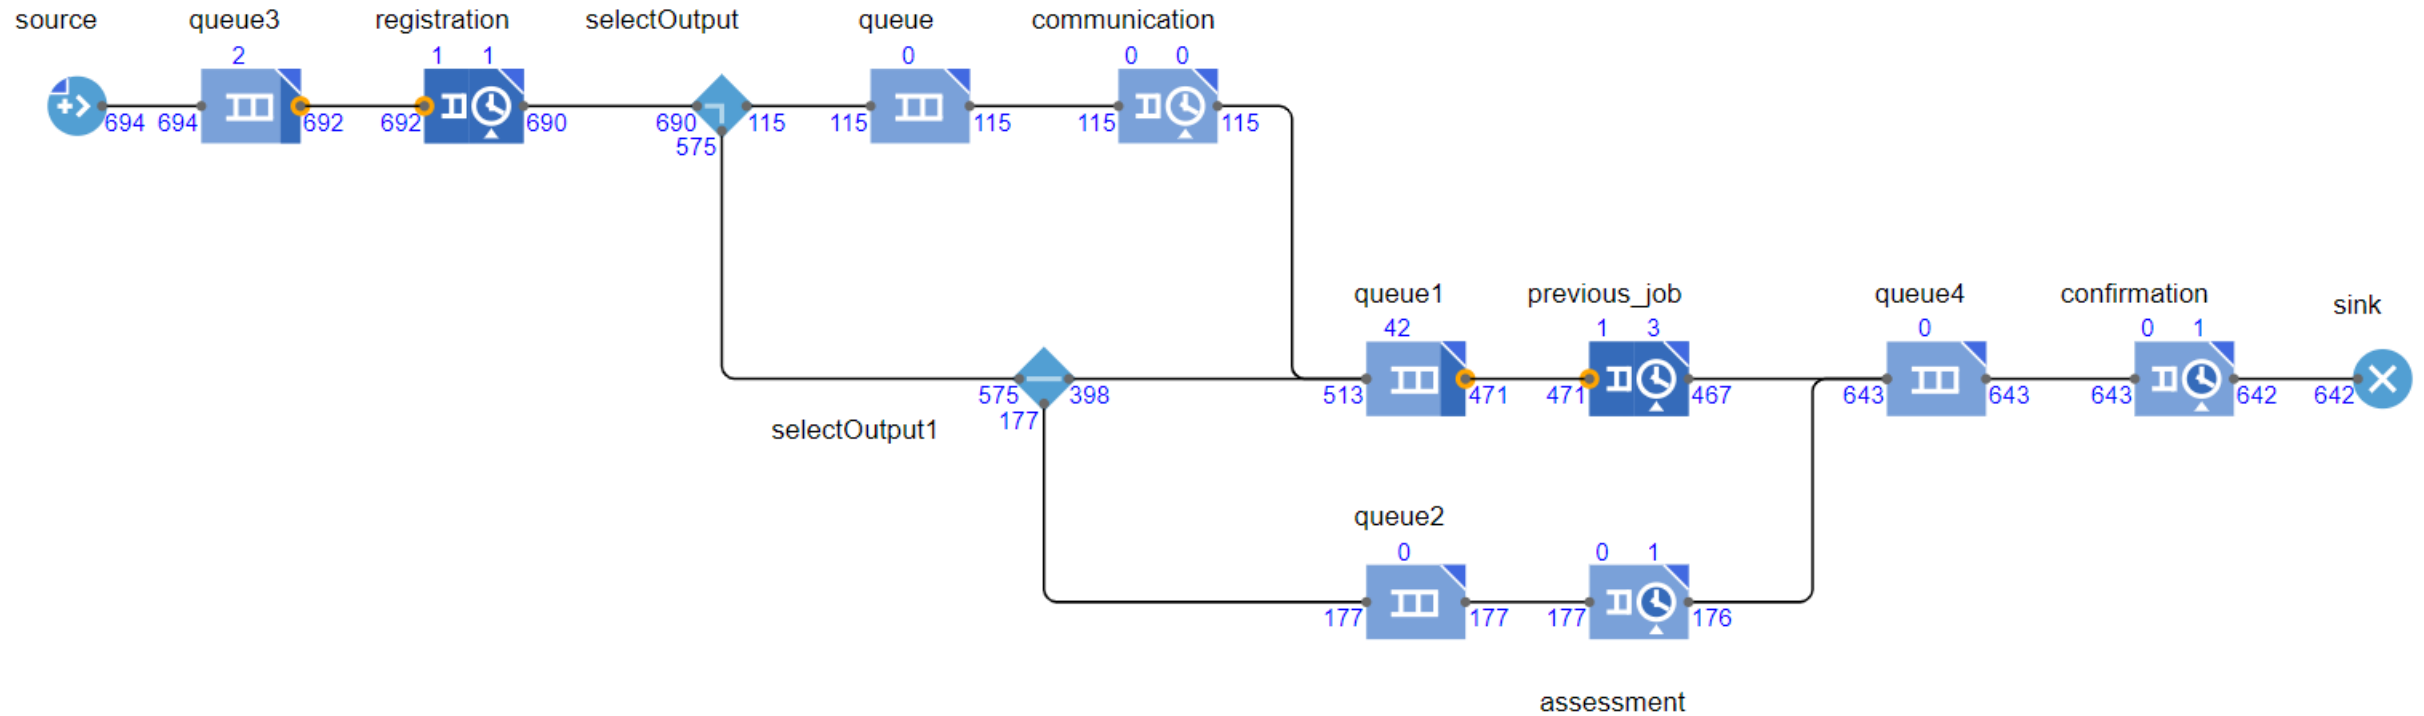 source queue3 registration selectOutput queue communication
2 1 1 0 0 0
694 694 692 692 690 690 115 115 115 115 115
575
queue1 previous_job queue4 confirmation sink
42 1 3 0 0 1
575 398 513 471 471 467 643 643 643 642 642
177
selectOutput1
queue2
0 0 1
177 177 177 176
assessment